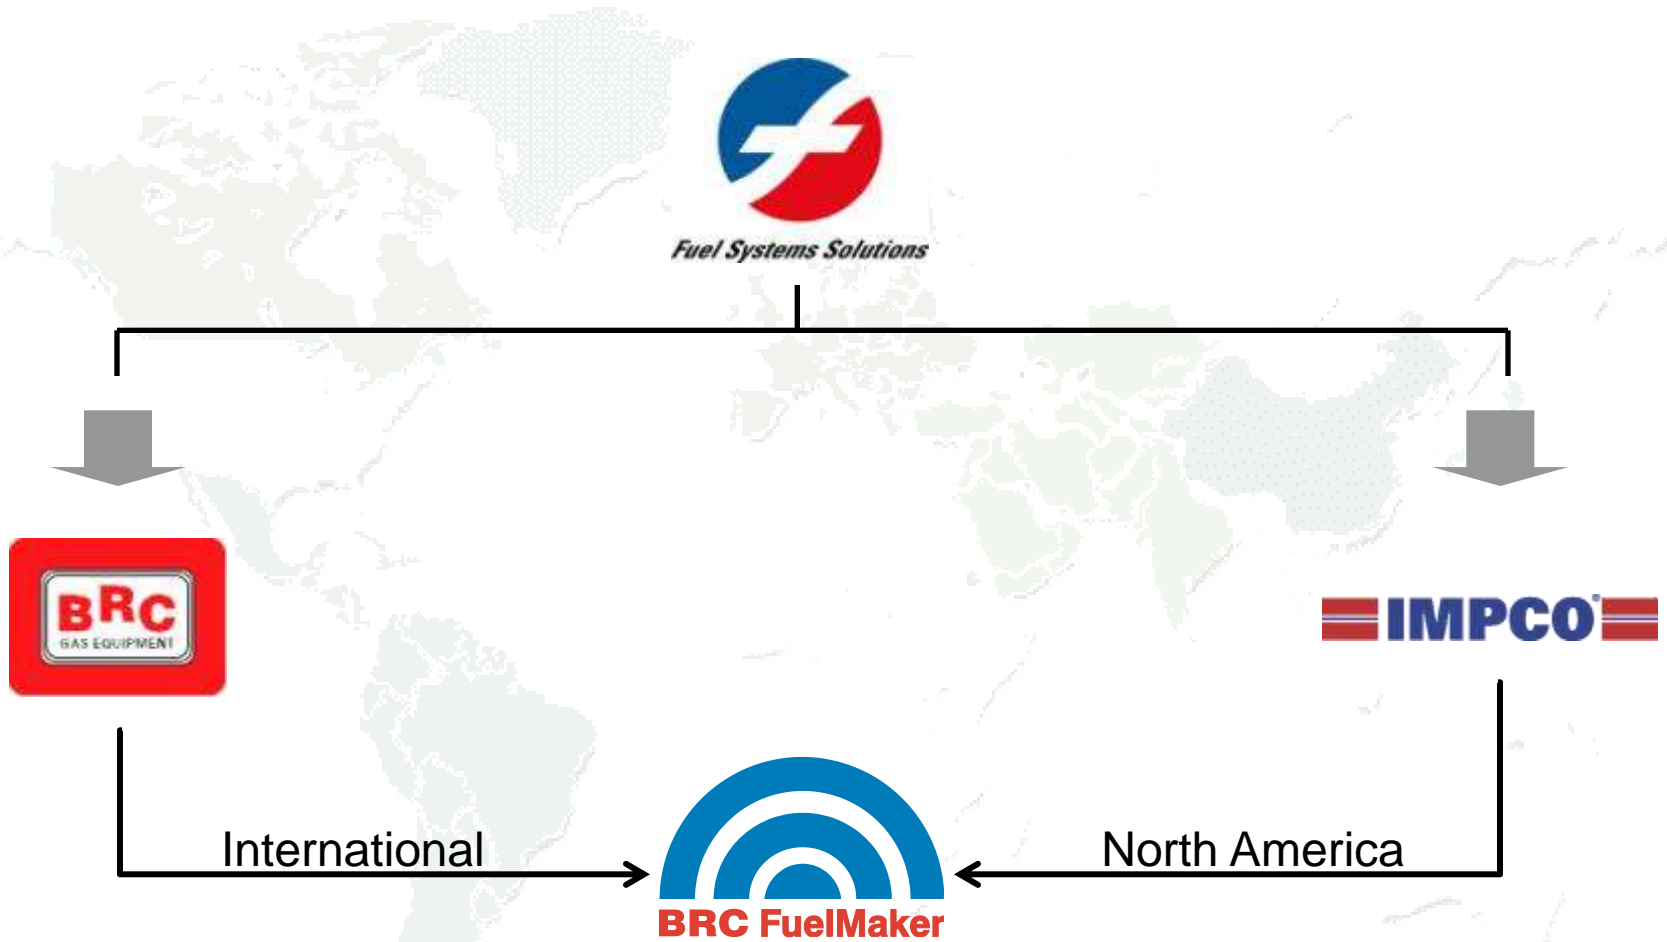 Fuel Systems Solutions
BRC
GAS EQUIPMENT
IMPCO®
International
North America
BRC FuelMaker